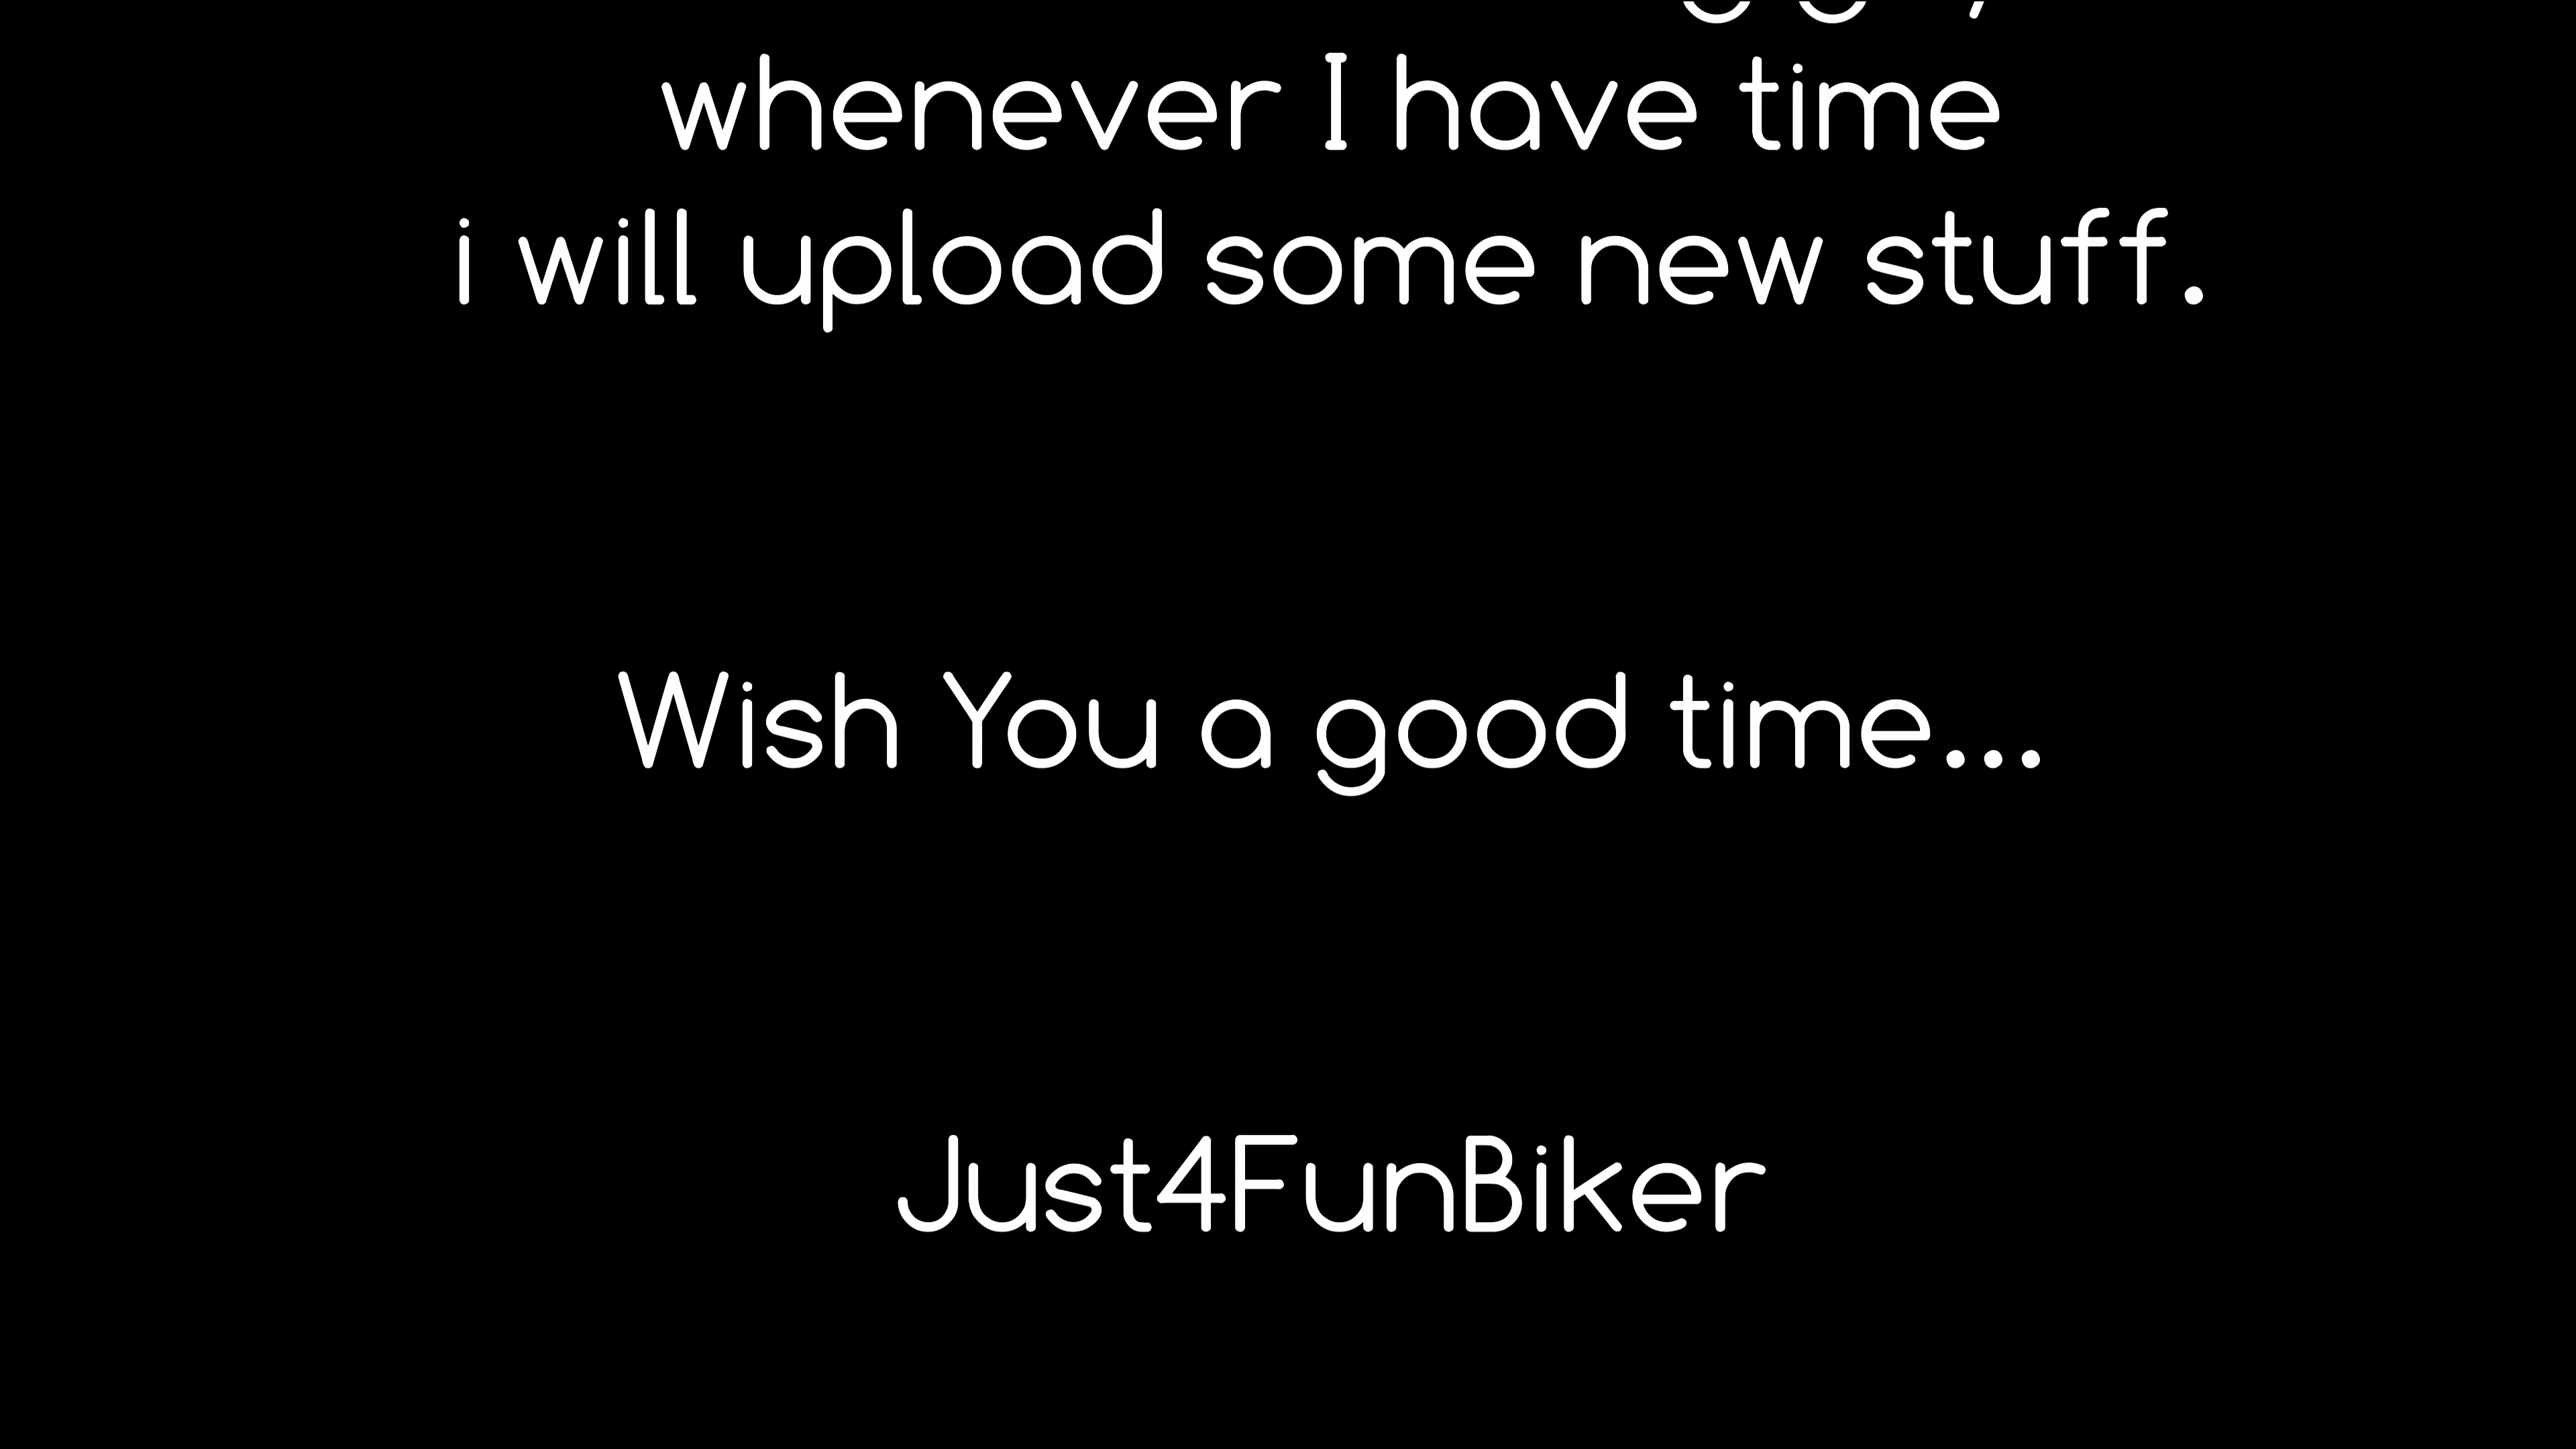 whenever I have time
i will upload some new stuff.
Wish You a good time...
Just4FunBiker